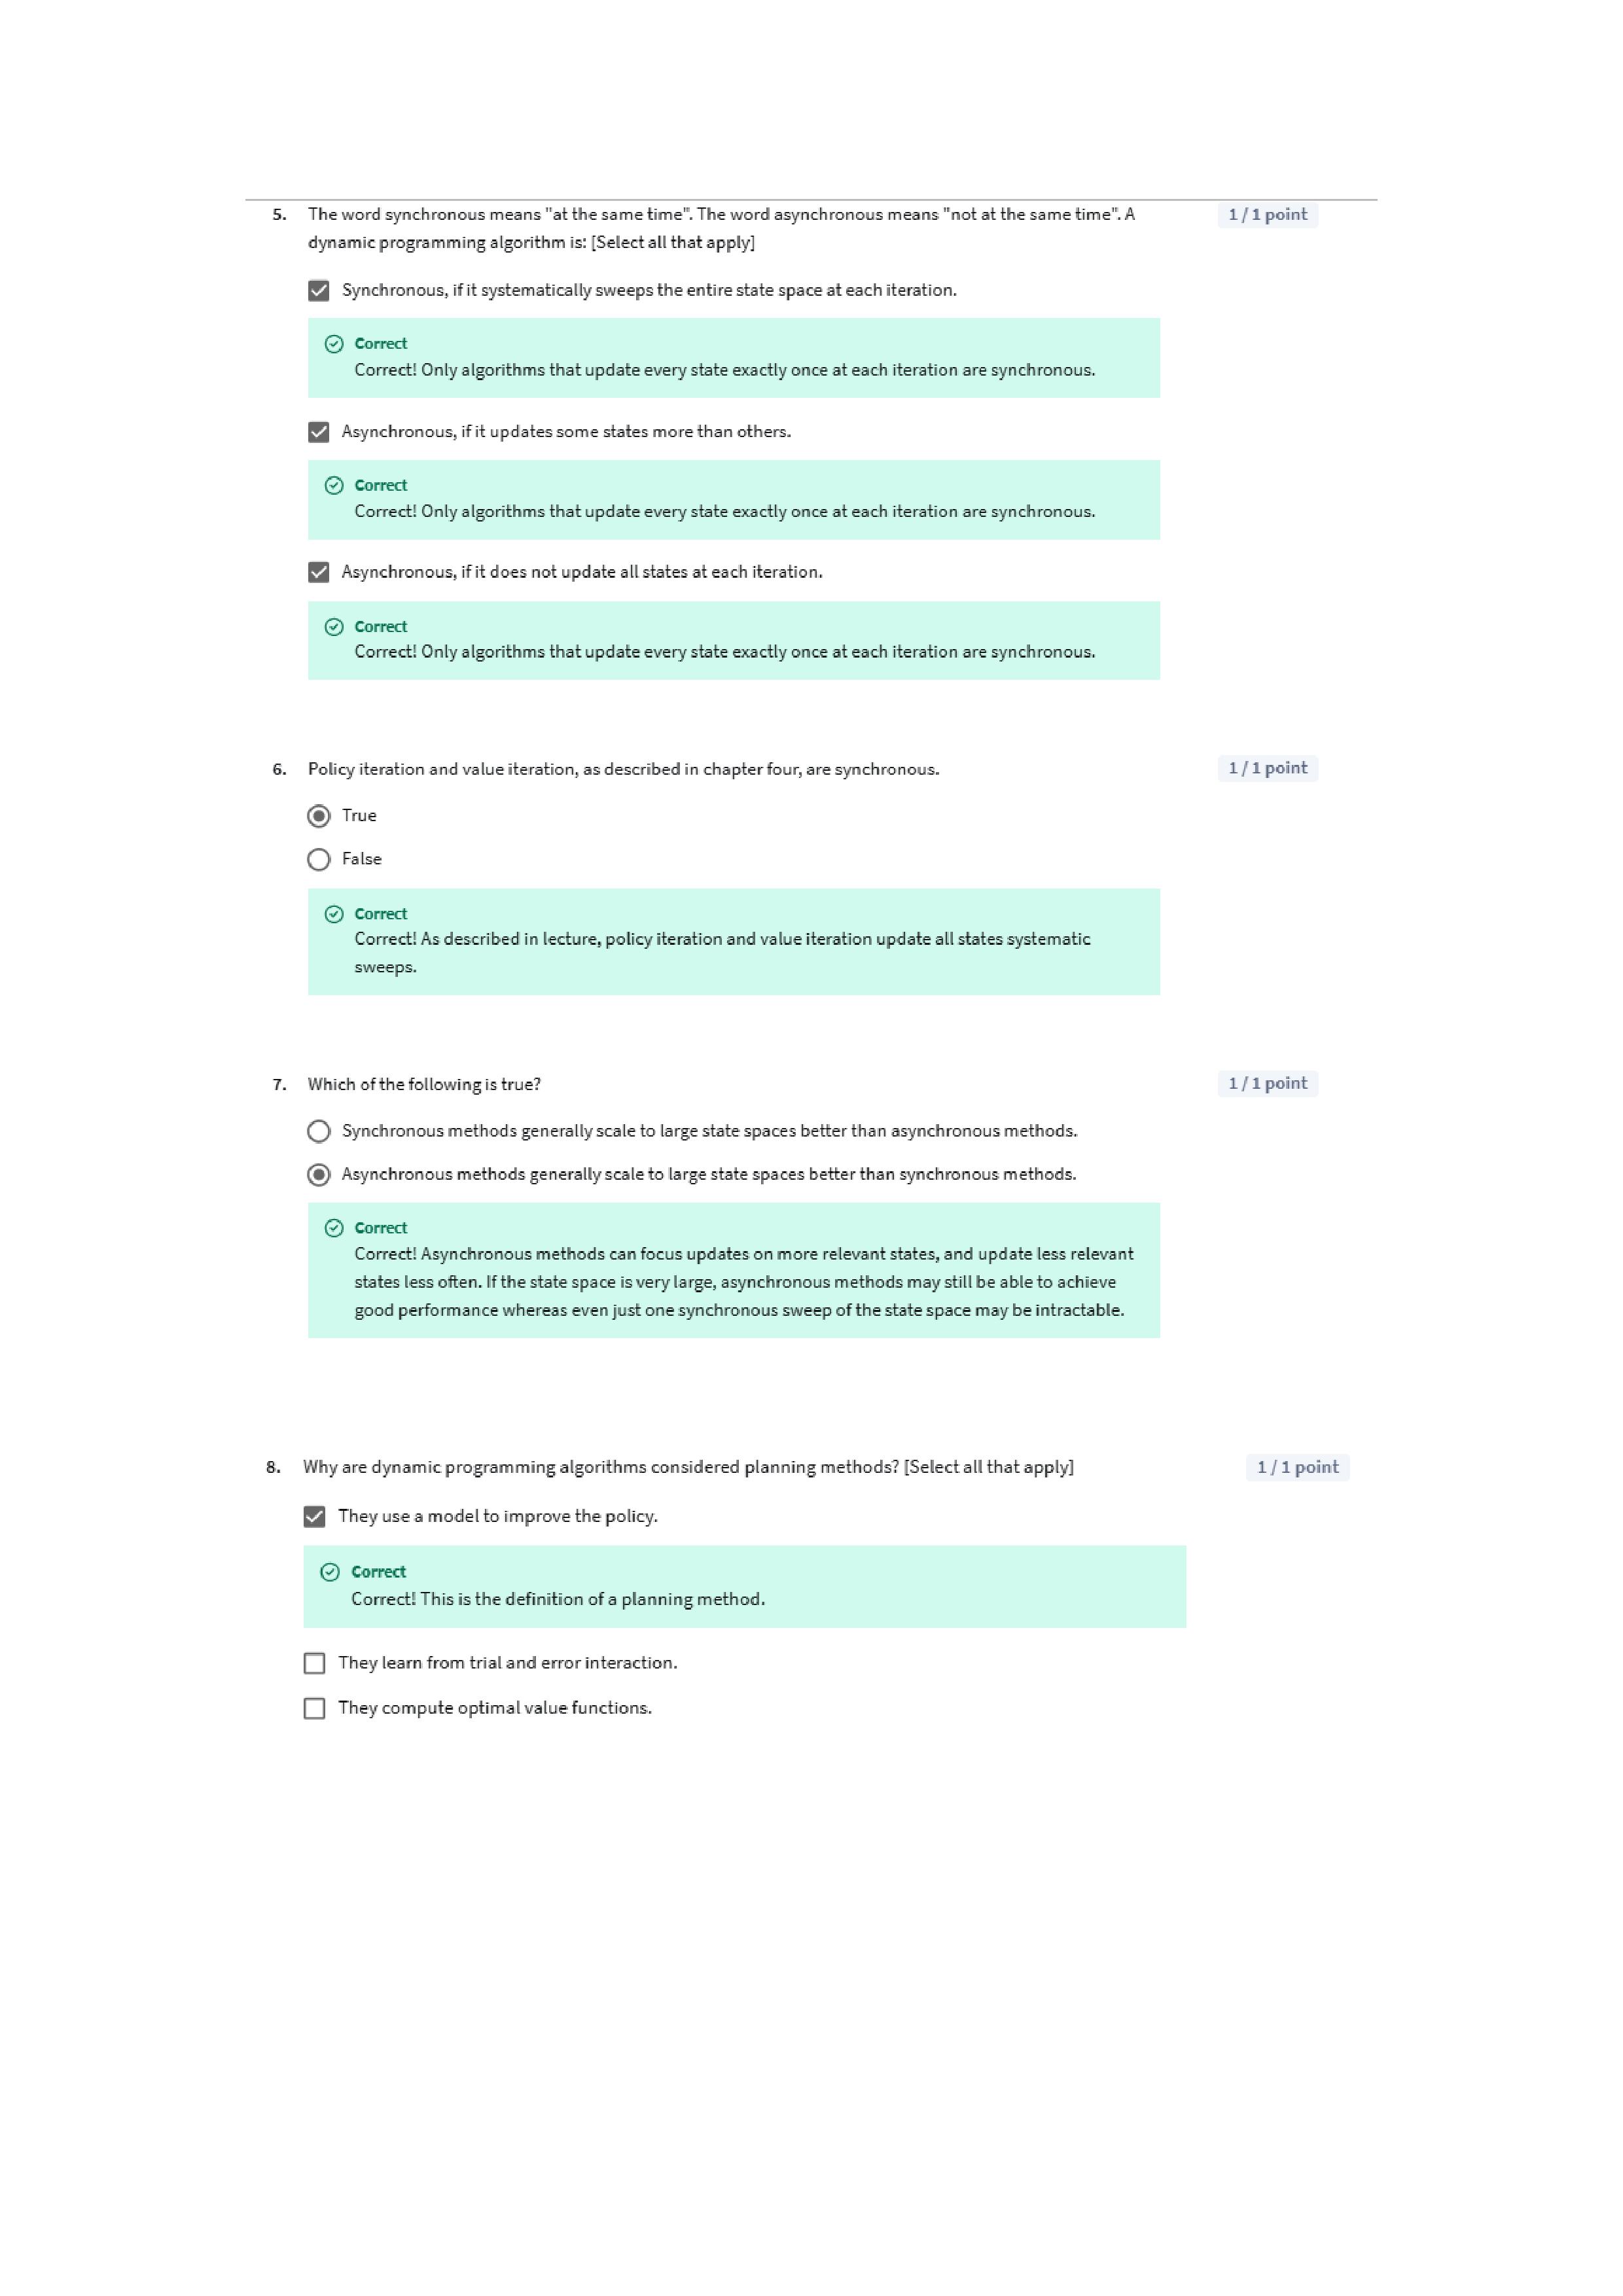 5. The word synchronous means "at the same time". The word asynchronous means "not at the same time". A 1 / 1 point
dynamic programming algorithm is: [Select all that apply]
Synchronous, if it systematically sweeps the entire state space at each iteration.
Correct
Correct! Only algorithms that update every state exactly once at each iteration are synchronous.
Asynchronous, if it updates some states more than others.
Correct
Correct! Only algorithms that update every state exactly once at each iteration are synchronous.
Asynchronous, if it does not update all states at each iteration.
Correct
Correct! Only algorithms that update every state exactly once at each iteration are synchronous.
6. Policy iteration and value iteration, as described in chapter four, are synchronous. 1 / 1 point
True
False
Correct
Correct! As described in lecture, policy iteration and value iteration update all states systematic
sweeps.
7. Which of the following is true? 1 / 1 point
Synchronous methods generally scale to large state spaces better than asynchronous methods.
Asynchronous methods generally scale to large state spaces better than synchronous methods.
Correct
Correct! Asynchronous methods can focus updates on more relevant states, and update less relevant
states less often. If the state space is very large, asynchronous methods may still be able to achieve
good performance whereas even just one synchronous sweep of the state space may be intractable.
8. Why are dynamic programming algorithms considered planning methods? [Select all that apply] 1 / 1 point
They use a model to improve the policy.
Correct
Correct! This is the definition of a planning method.
They learn from trial and error interaction.
They compute optimal value functions.